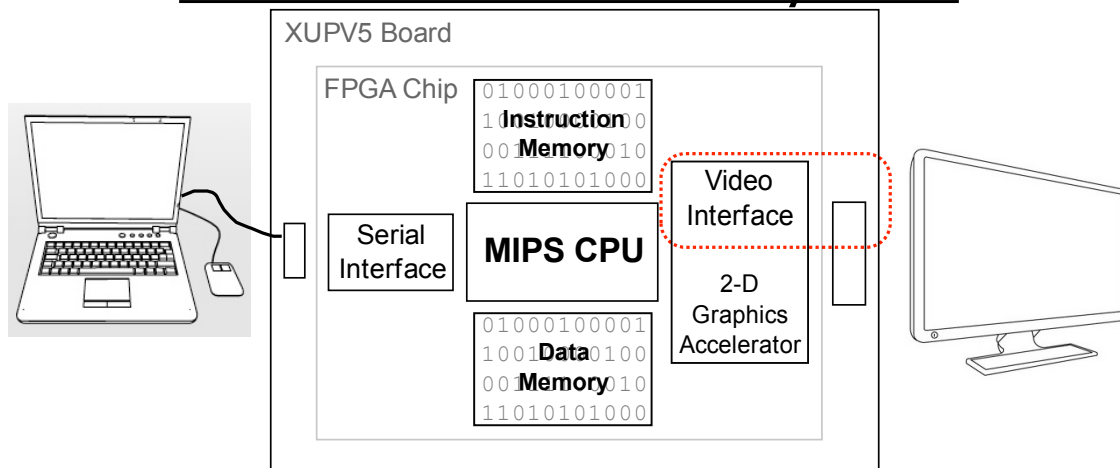 XUPV5 Board
FPGA Chip
01000100001
Instruction
Memory
11010101000
Video
Interface
Serial
Interface
MIPS CPU
2-D
Graphics
Accelerator
01000100001
Data
Memory
11010101000